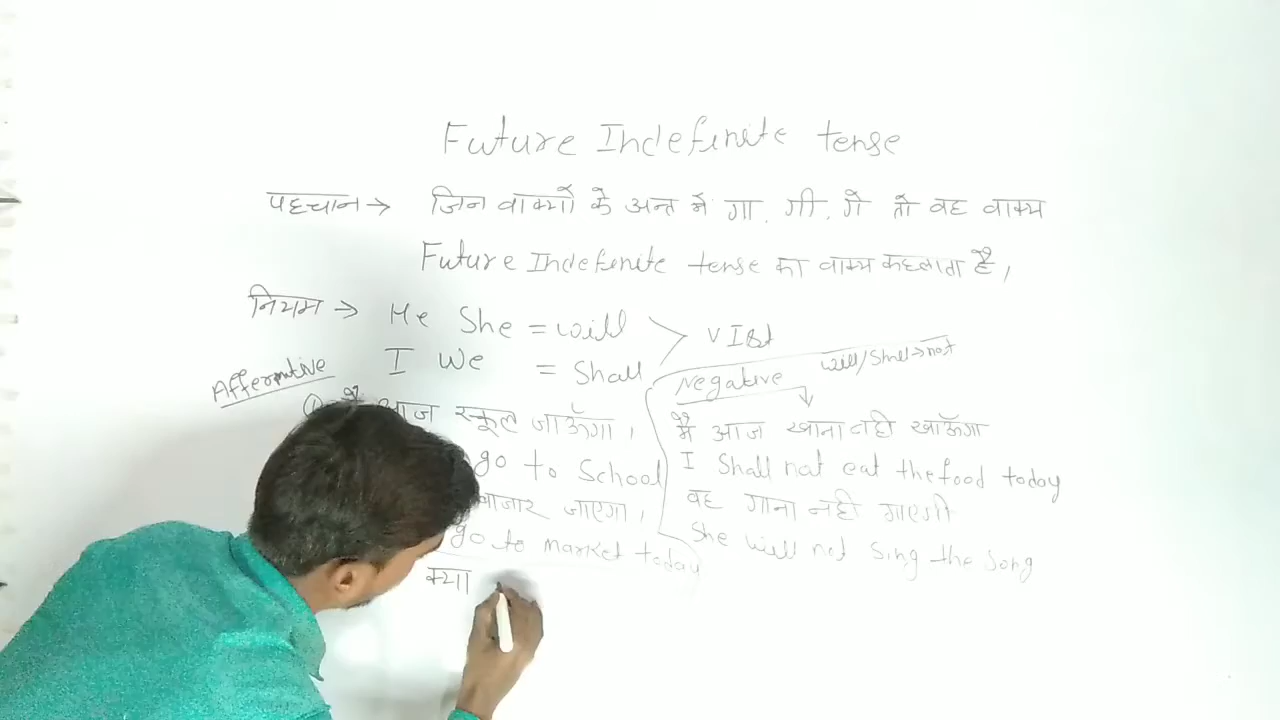 Future Indefinite tense
पहचान → जिन वाक्यों के अन्त में गा, गी, गे तो वह वाक्य
Future Indefinite tense का वाक्य कहलाता है,
नियम → He She = will > V Ist
I We = Shall
Affermtive
आज स्कूल जाऊँगा,
go to School
बाजार जाएगा,
go to market today
Negative will/Shall→not
मैं आज खाना नही खाऊँगा
I Shall not eat the food today
वह गाना नही गाएगी
She will not Sing the Song
क्या